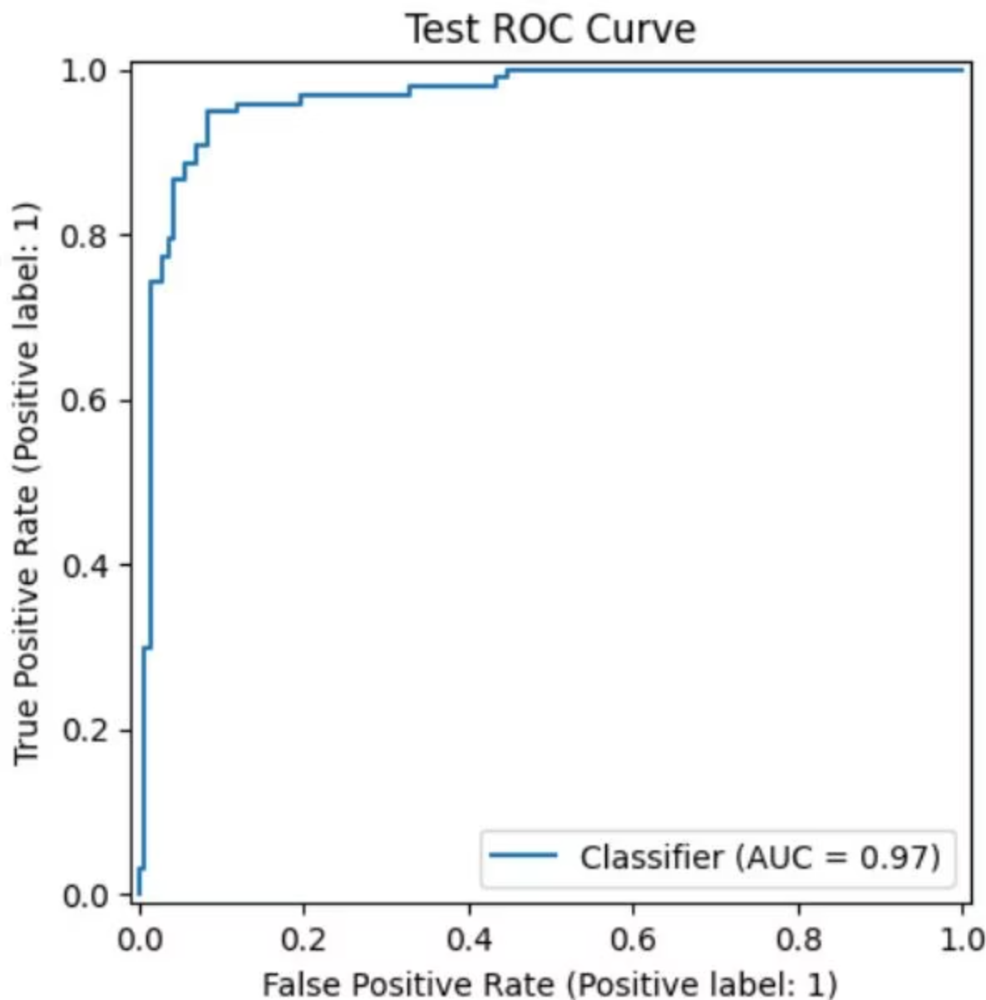 Test ROC Curve
1.0
0.8
0.6
0.4
0.2
0.0
True Positive Rate (Positive label: 1)
Classifier (AUC = 0.97)
0.0 0.2 0.4 0.6 0.8 1.0
False Positive Rate (Positive label: 1)